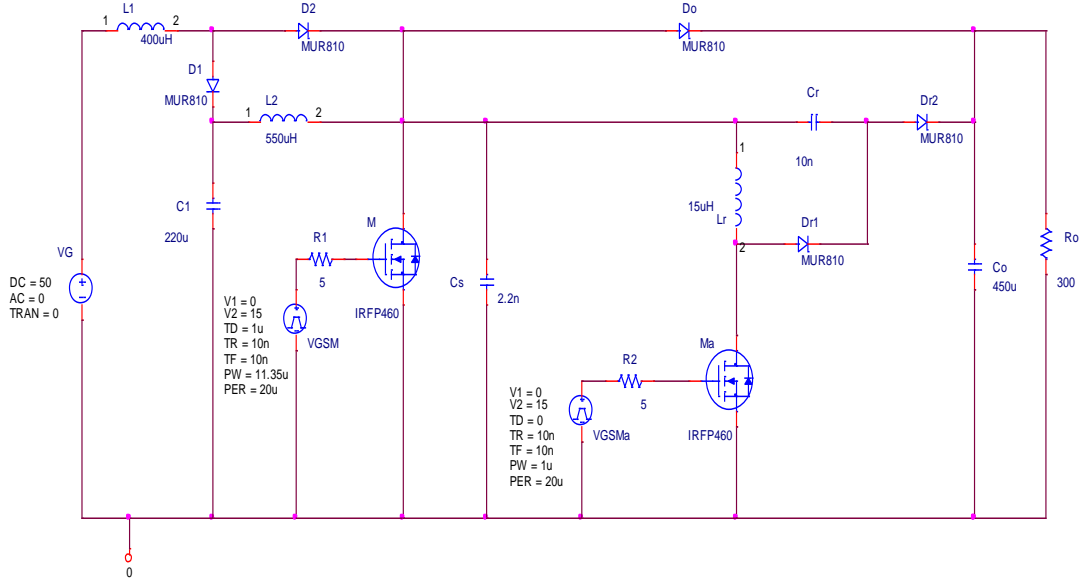 L1
1 2
400uH
D2
MUR810
Do
MUR810
D1
MUR810
L2
1 2
550uH
Cr
10n
Dr2
MUR810
1
15uH
Lr
2
Dr1
MUR810
C1
220u
M
R1
5
IRFP460
Cs
2.2n
VG
DC = 50
AC = 0
TRAN = 0
V1 = 0
V2 = 15
TD = 1u
TR = 10n
TF = 10n
PW = 11.35u
PER = 20u
VGSM
Ma
R2
5
IRFP460
V1 = 0
V2 = 15
TD = 0
TR = 10n
TF = 10n
PW = 1u
PER = 20u
VGSMa
Co
450u
Ro
300
0